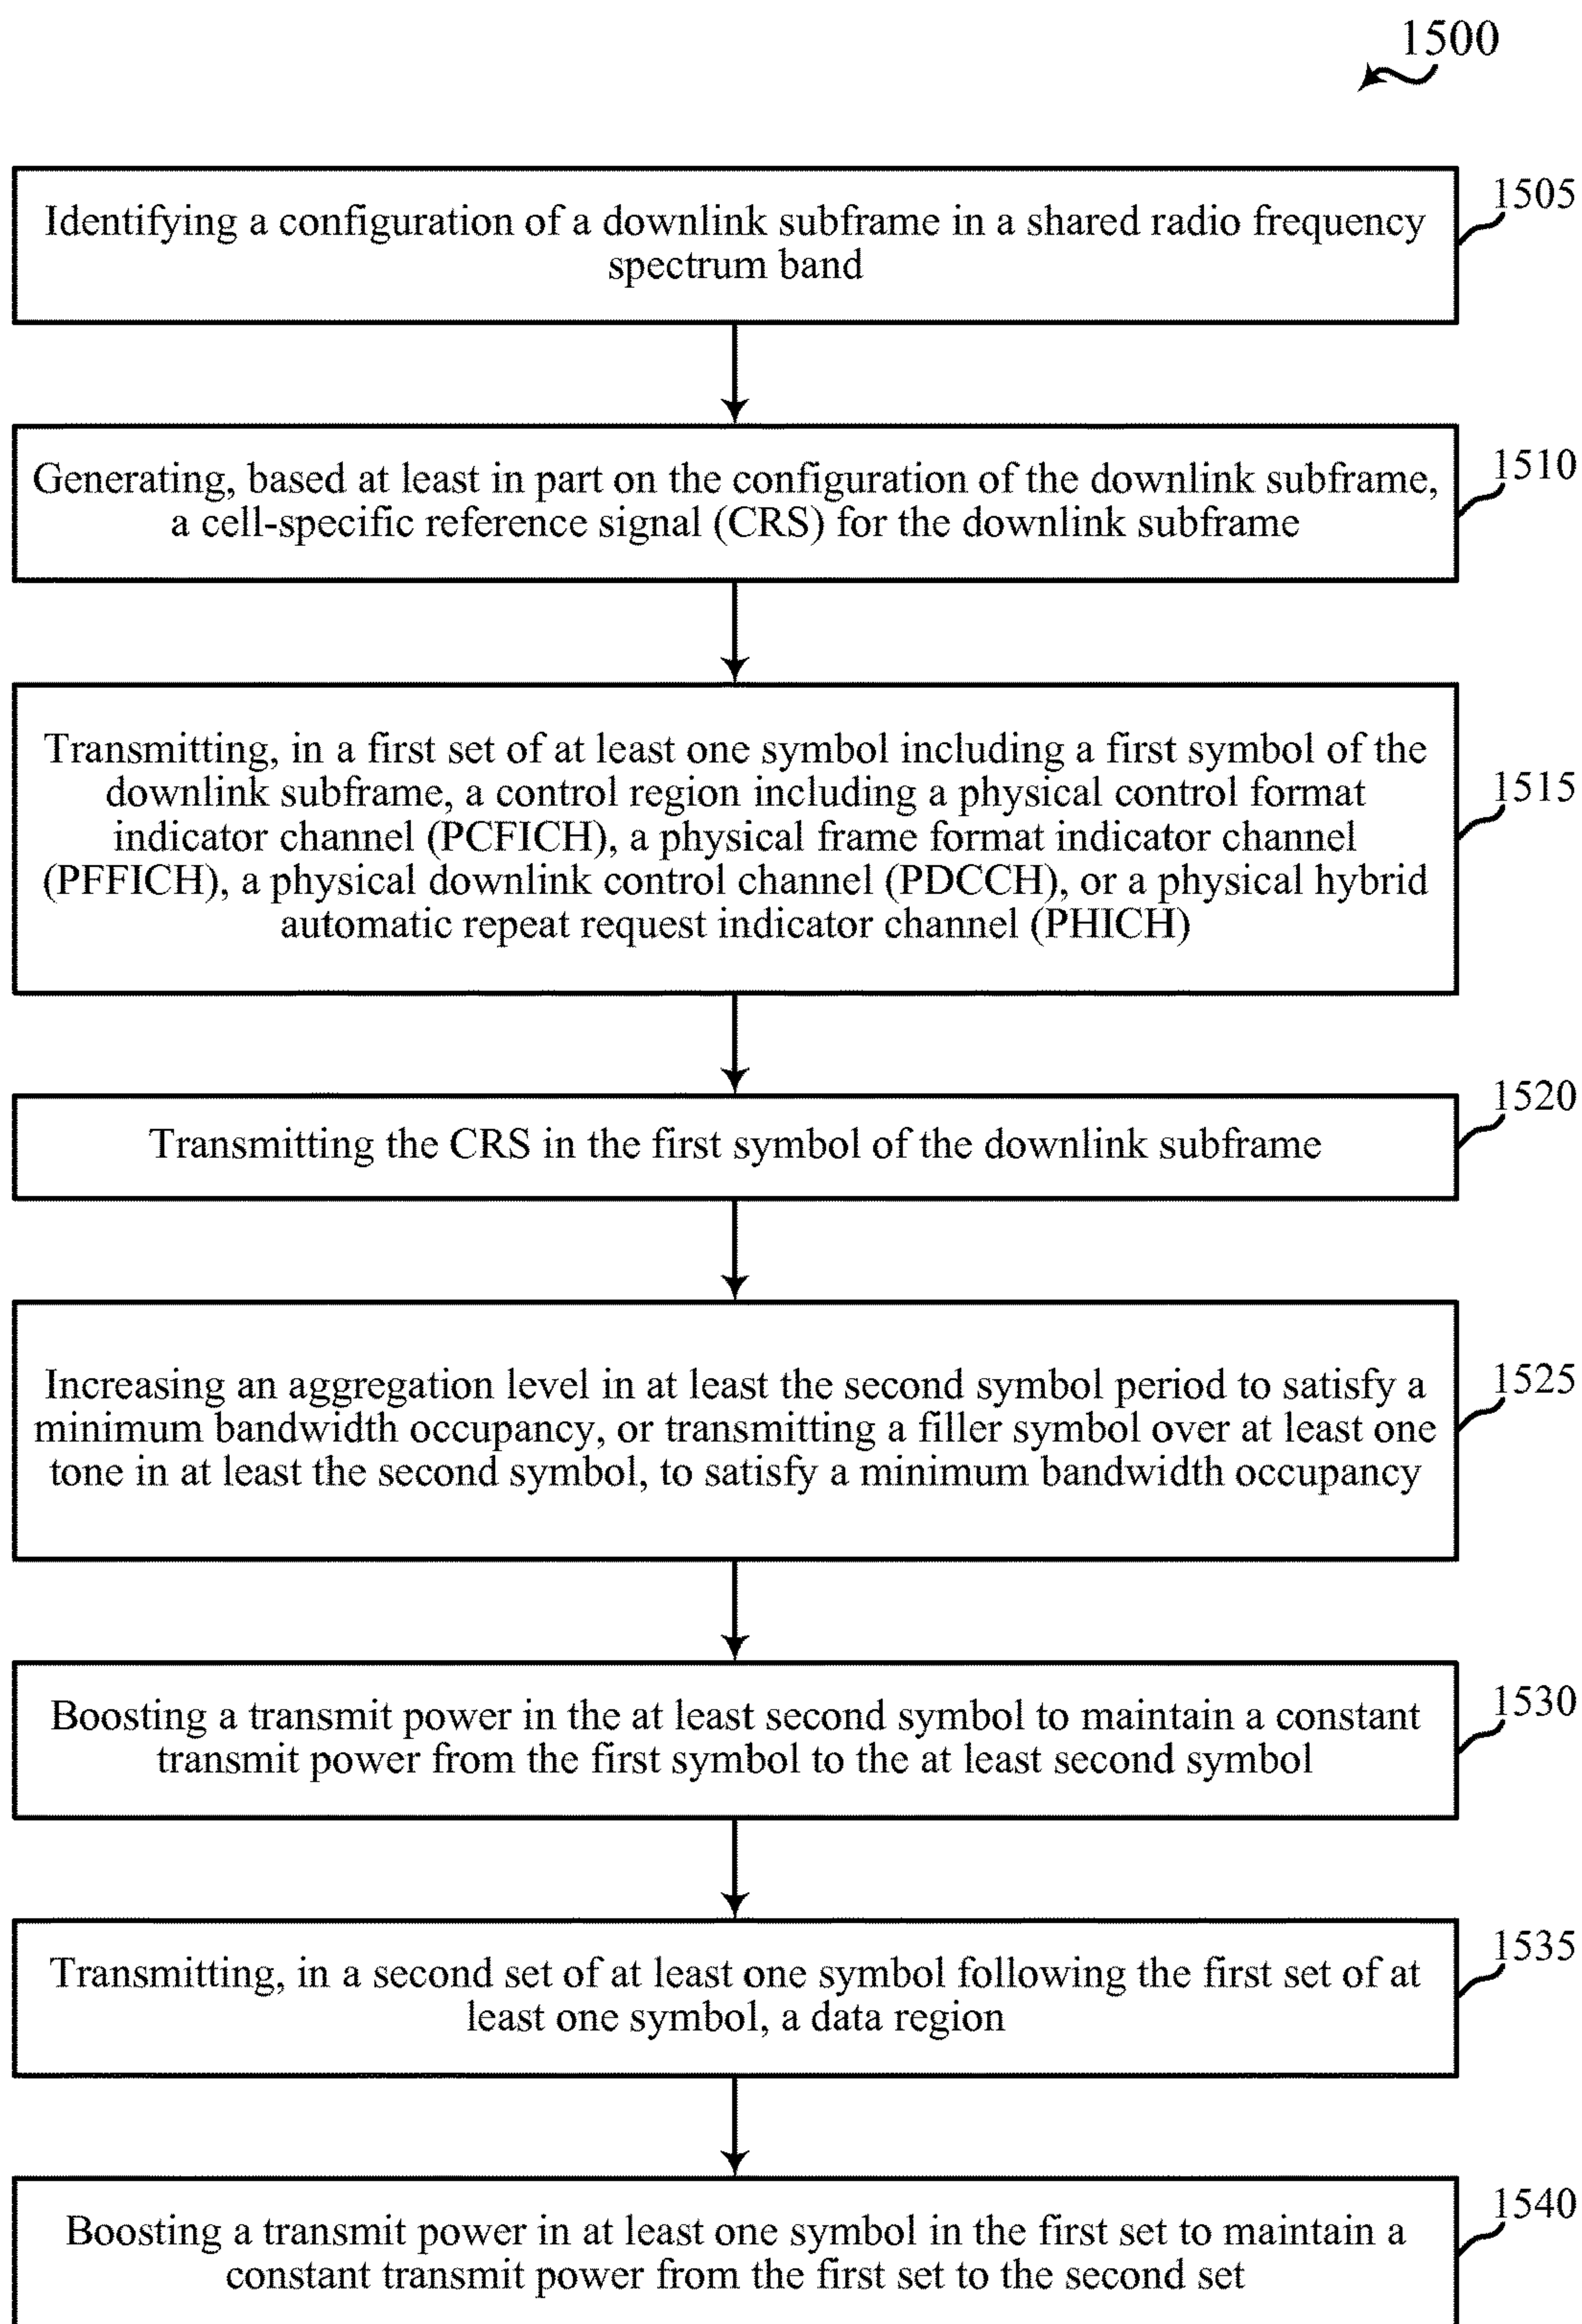 1500
1505
Identifying a configuration of a downlink subframe in a shared radio frequency
spectrum band
1510
Generating, based at least in part on the configuration of the downlink subframe,
a cell-specific reference signal (CRS) for the downlink subframe
1515
Transmitting, in a first set of at least one symbol including a first symbol of the
downlink subframe, a control region including a physical control format
indicator channel (PCFICH), a physical frame format indicator channel
(PFFICH), a physical downlink control channel (PDCCH), or a physical hybrid
automatic repeat request indicator channel (PHICH)
1520
Transmitting the CRS in the first symbol of the downlink subframe
1525
Increasing an aggregation level in at least the second symbol period to satisfy a
minimum bandwidth occupancy, or transmitting a filler symbol over at least one
tone in at least the second symbol, to satisfy a minimum bandwidth occupancy
1530
Boosting a transmit power in the at least second symbol to maintain a constant
transmit power from the first symbol to the at least second symbol
1535
Transmitting, in a second set of at least one symbol following the first set of at
least one symbol, a data region
1540
Boosting a transmit power in at least one symbol in the first set to maintain a
constant transmit power from the first set to the second set